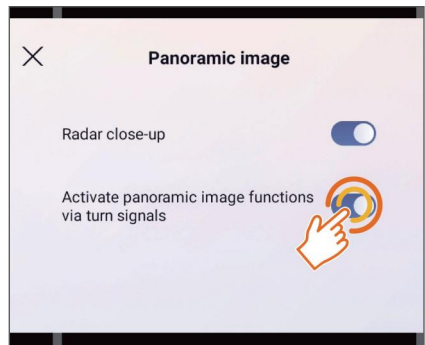 Panoramic image
Radar close-up
Activate panoramic image functions
via turn signals